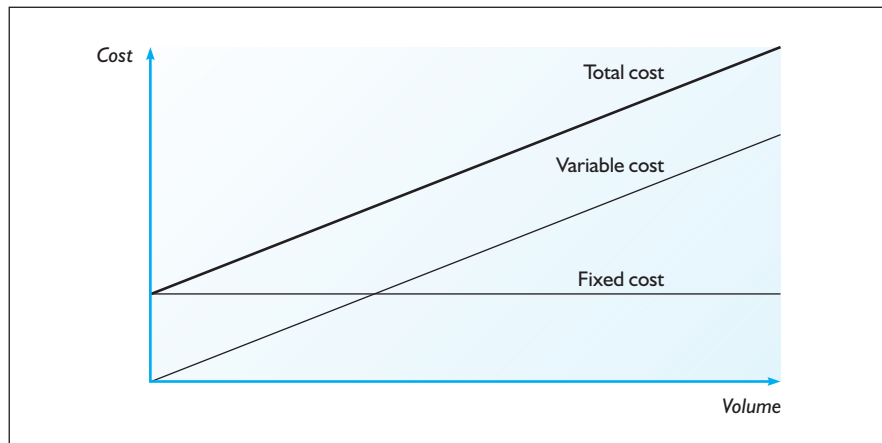 Cost
Total cost
Variable cost
Fixed cost
Volume